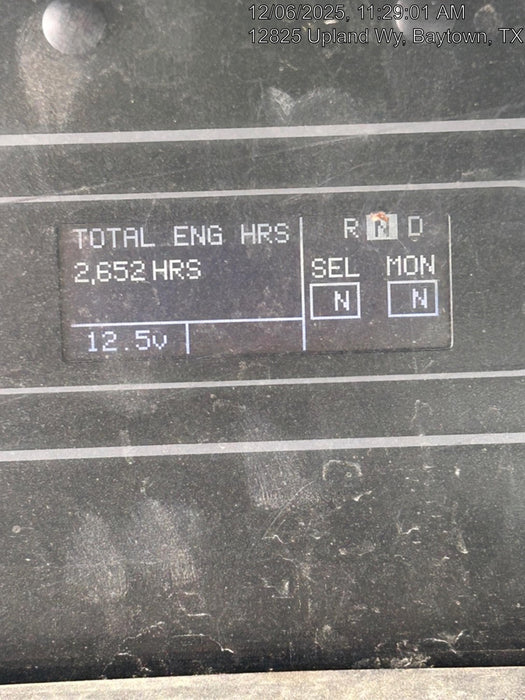 12/06/2025, 11:29:01 AM
12825 Upland Wy, Baytown, TX
TOTAL ENG HRS
2,652 HRS
12.5v
R N D
SEL MON
N N